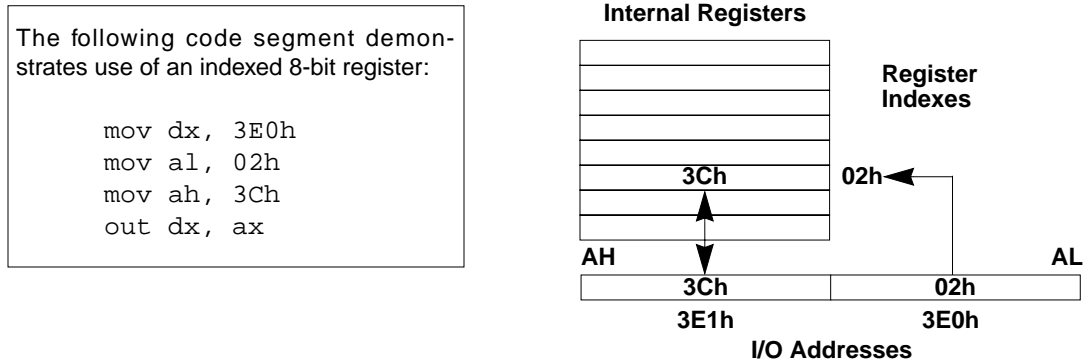 The following code segment demon-
strates use of an indexed 8-bit register:
mov dx, 3E0h
mov al, 02h
mov ah, 3Ch
out dx, ax
Internal Registers
Register
Indexes
3Ch
02h
AH
AL
3Ch
02h
3E1h
3E0h
I/O Addresses